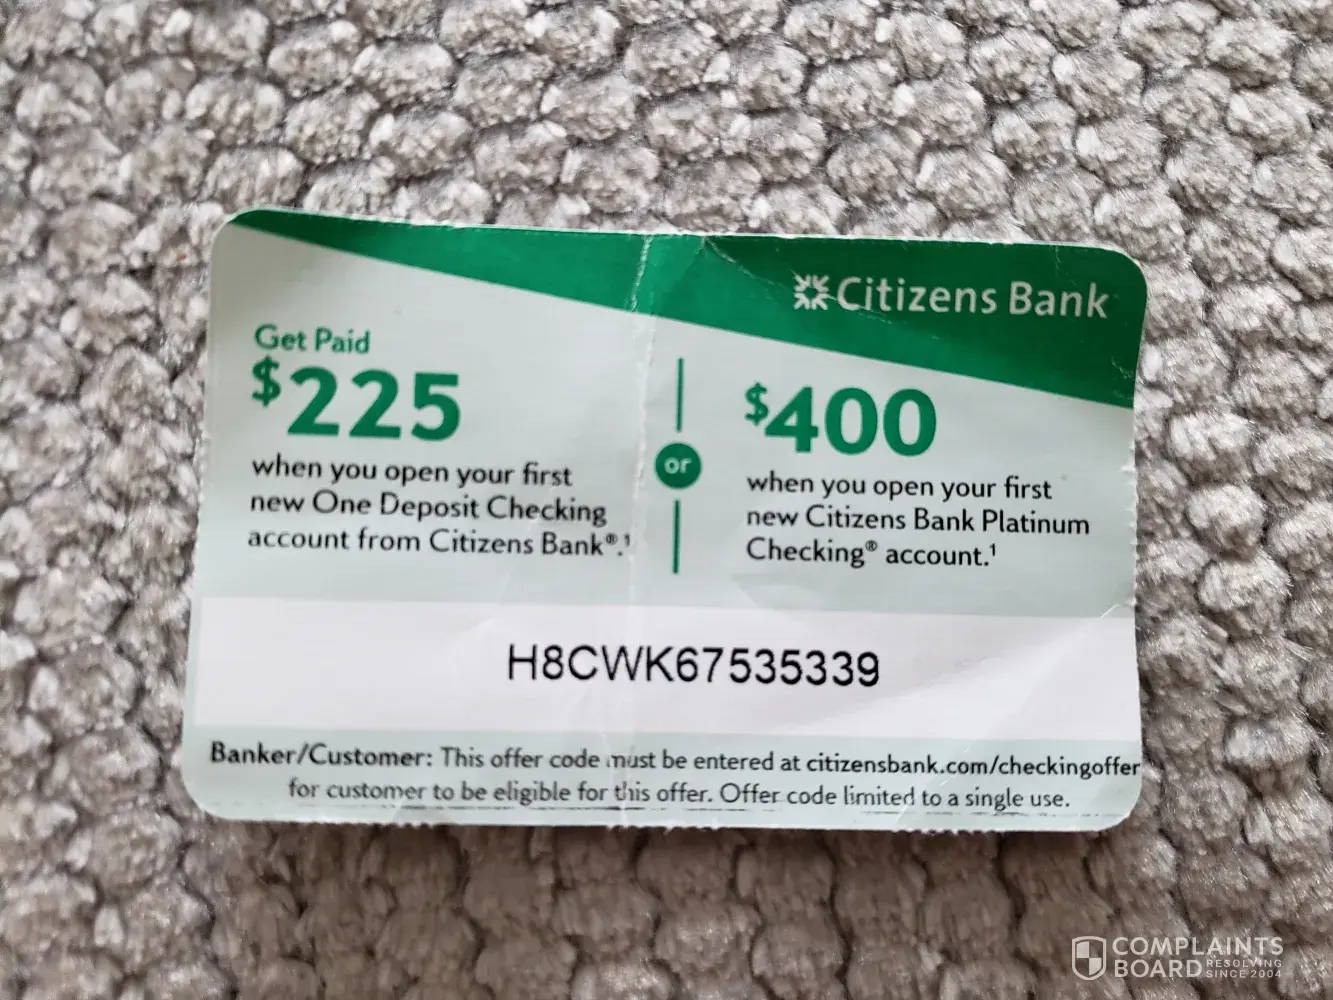 Citizens Bank
Get Paid
$225
when you open your first
new One Deposit Checking
account from Citizens Bank®.¹
or
$400
when you open your first
new Citizens Bank Platinum
Checking® account.¹
H8CWK67535339
Banker/Customer: This offer code must be entered at citizensbank.com/checkingoffer
for customer to be eligible for this offer. Offer code limited to a single use.
COMPLAINTS
BOARD RESOLVING
SINCE 2004